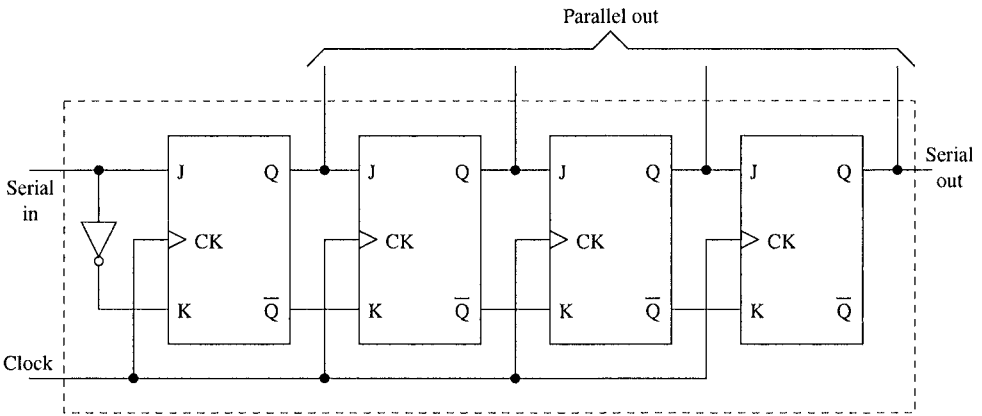 Parallel out
J Q J Q J Q J Q
Serial in
Serial out
CK CK CK CK
K Q̅ K Q̅ K Q̅ K Q̅
Clock